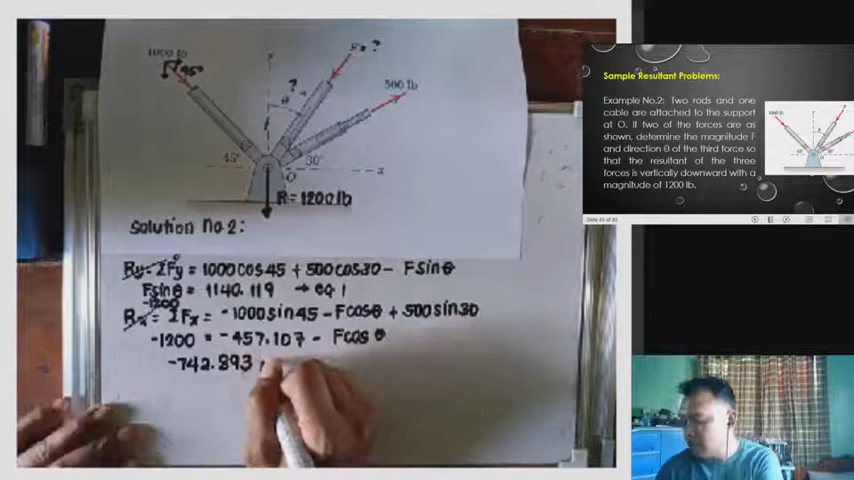 1000 lb
45°
y
F= ?
?
θ
500 lb
45°
30°
O
x
R = 1200 lb
Solution No. 2:
Ry = ΣFy = 1000cos45 + 500cos30 - Fsinθ
0
Fsinθ = 1140.119 → eq 1
-1200
Rx = ΣFx = -1000sin45 - Fcosθ + 500sin30
-1200 = -457.107 - Fcos θ
-742.893
Sample Resultant Problems:
Example No.2: Two rods and one
cable are attached to the support
at O. If two of the forces are as
shown, determine the magnitude F
and direction θ of the third force so
that the resultant of the three
forces is vertically downward with a
magnitude of 1200 lb.